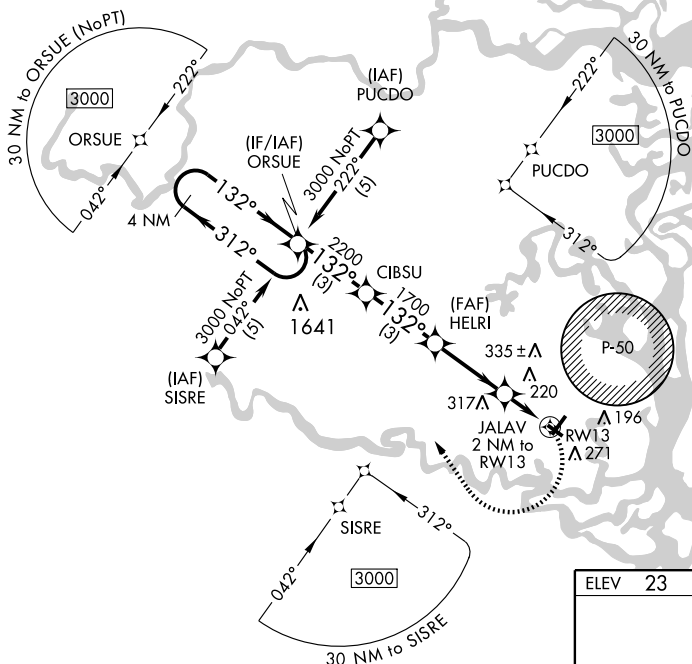 30 NM to ORSUE (NoPT)
3000
222°
ORSUE
042°
(IAF)
PUCDO
30 NM to PUCDO
222°
3000
PUCDO
312°
(IF/IAF)
ORSUE
3000 NoPT
222°
(5)
4 NM
132°
312°
2200
132°
(3)
CIBSU
1700
132°
(3)
(FAF)
HELRI
3000 NoPT
042°
(5)
1641
(IAF)
SISRE
335 ±
220
317
P-50
196
JALAV
2 NM to
RW13
RW13
271
SISRE
312°
042°
3000
30 NM to SISRE
ELEV 23